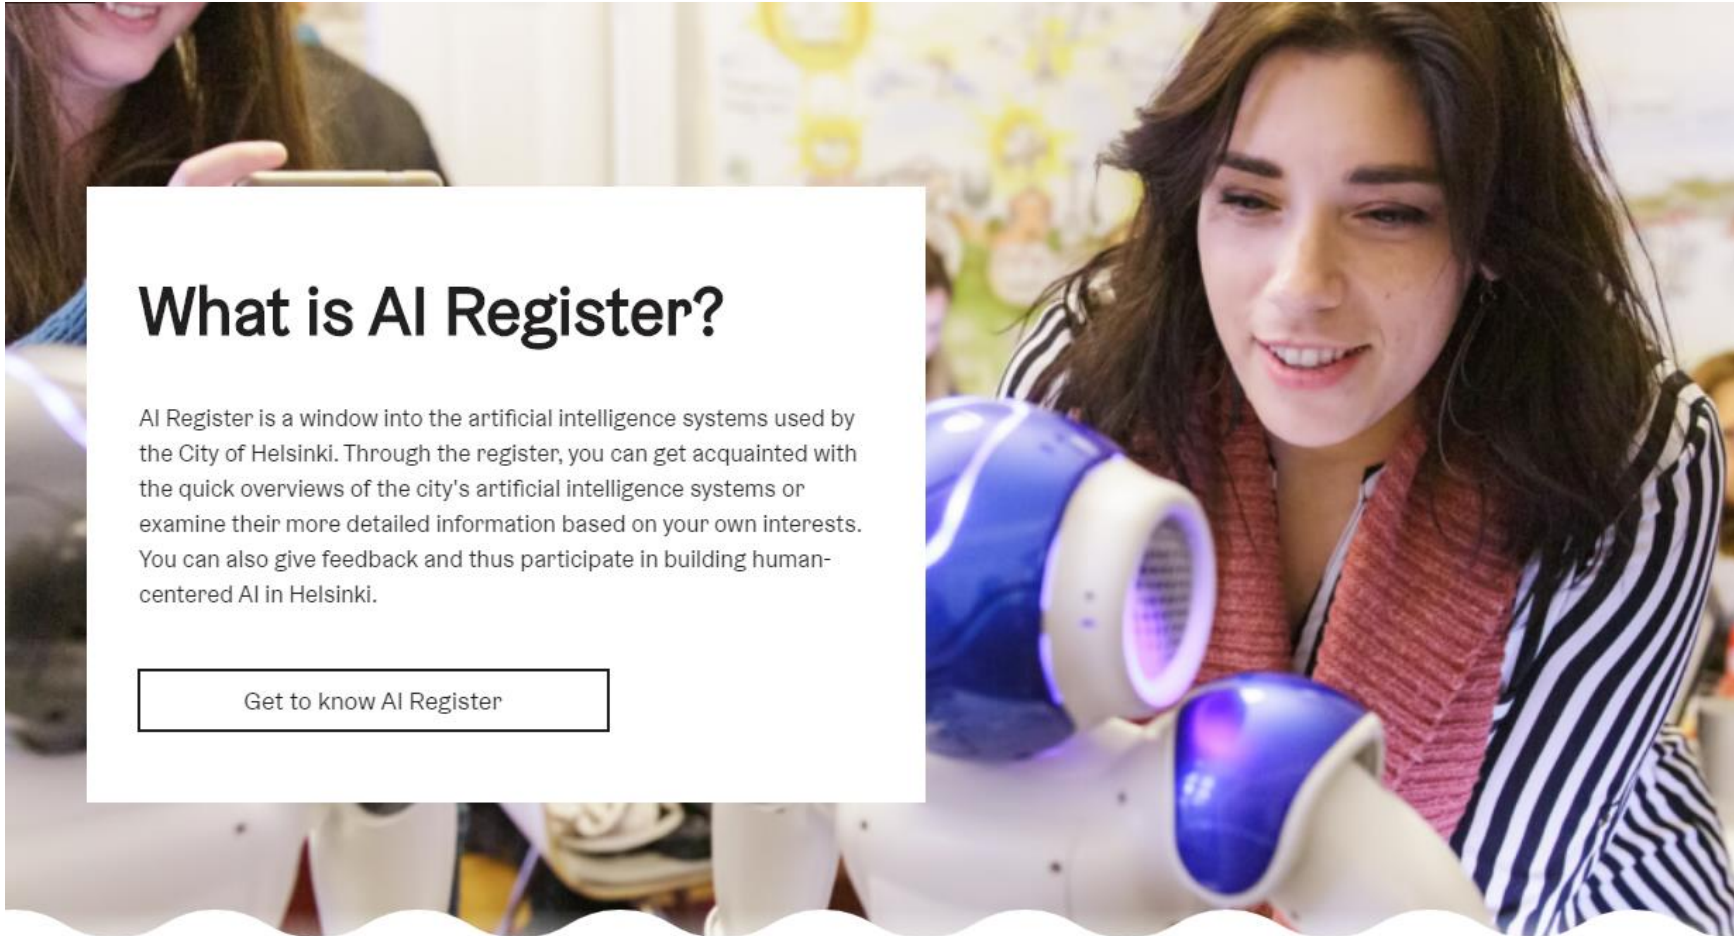 What is AI Register?
AI Register is a window into the artificial intelligence systems used by
the City of Helsinki. Through the register, you can get acquainted with
the quick overviews of the city's artificial intelligence systems or
examine their more detailed information based on your own interests.
You can also give feedback and thus participate in building human-
centered AI in Helsinki.
Get to know AI Register